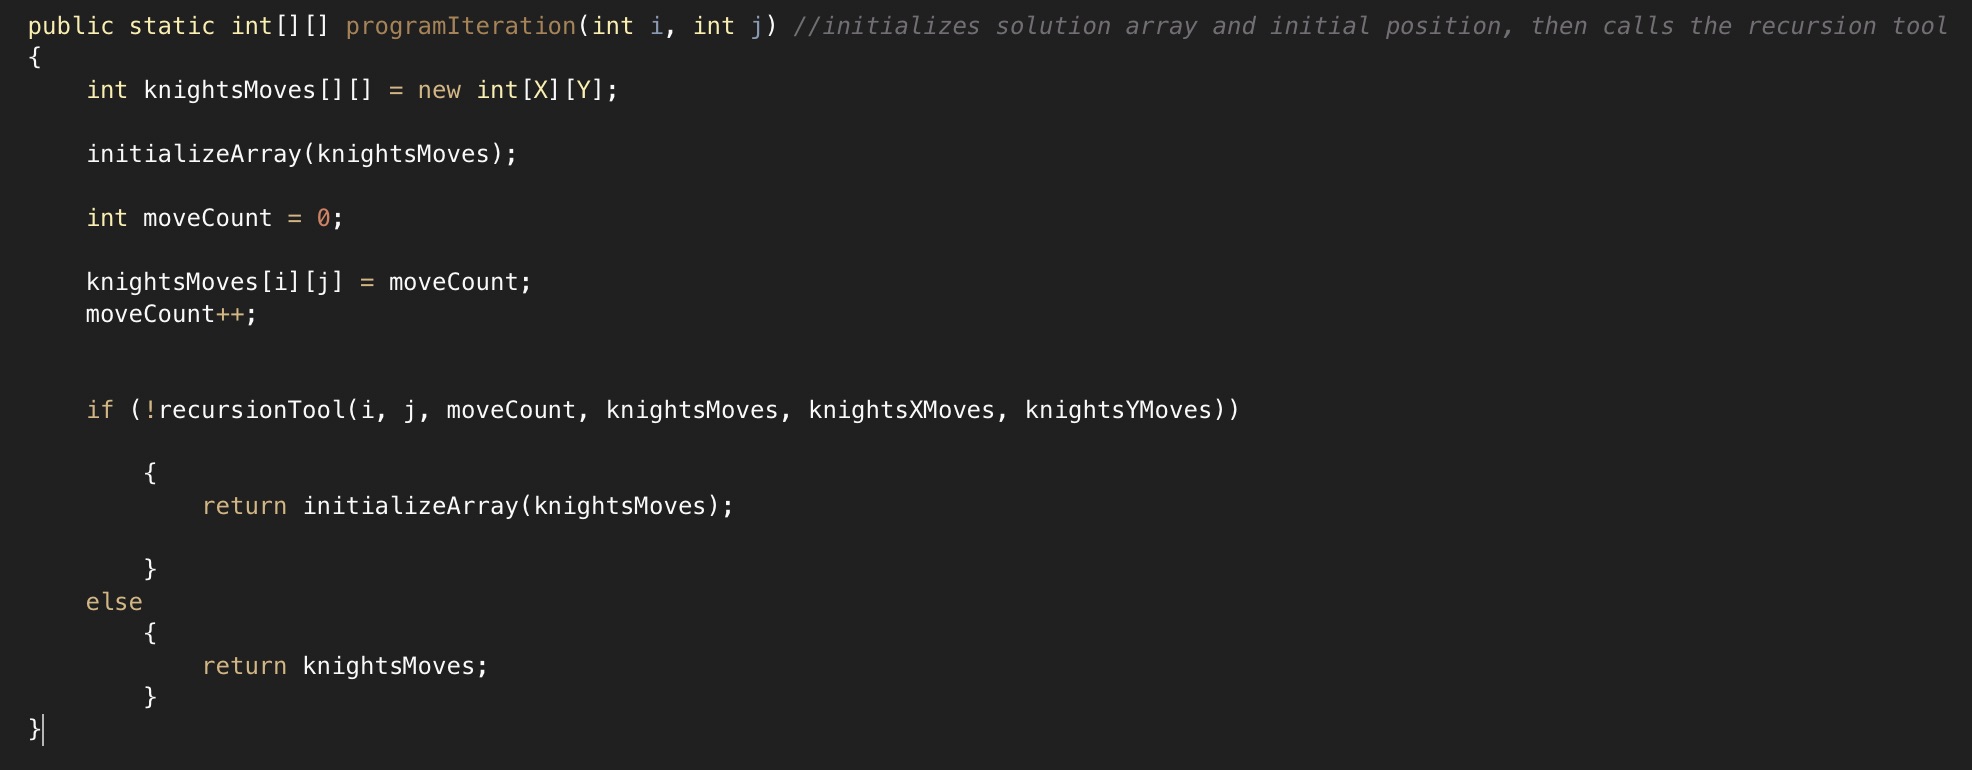 public static int[][] programIteration(int i, int j) //initializes solution array and initial position, then calls the recursion tool
{
    int knightsMoves[][] = new int[X][Y];
    initializeArray(knightsMoves);
    int moveCount = 0;
    knightsMoves[i][j] = moveCount;
    moveCount++;
    if (!recursionTool(i, j, moveCount, knightsMoves, knightsXMoves, knightsYMoves))
        {
            return initializeArray(knightsMoves);
        }
    else
        {
            return knightsMoves;
        }
}